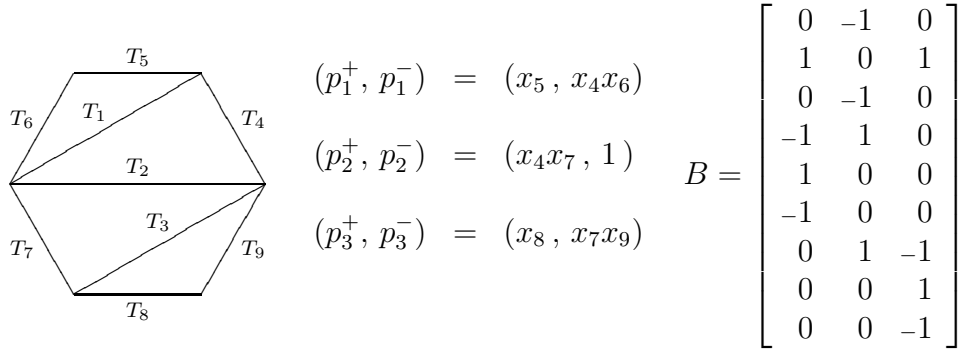 T₅
T₆ T₁ T₄
T₂
T₇ T₃ T₉
T₈
(p₁⁺, p₁⁻) = (x₅ , x₄x₆)
(p₂⁺, p₂⁻) = (x₄x₇ , 1 )
(p₃⁺, p₃⁻) = (x₈ , x₇x₉)
B =
0 −1 0
1 0 1
0 −1 0
−1 1 0
1 0 0
−1 0 0
0 1 −1
0 0 1
0 0 −1